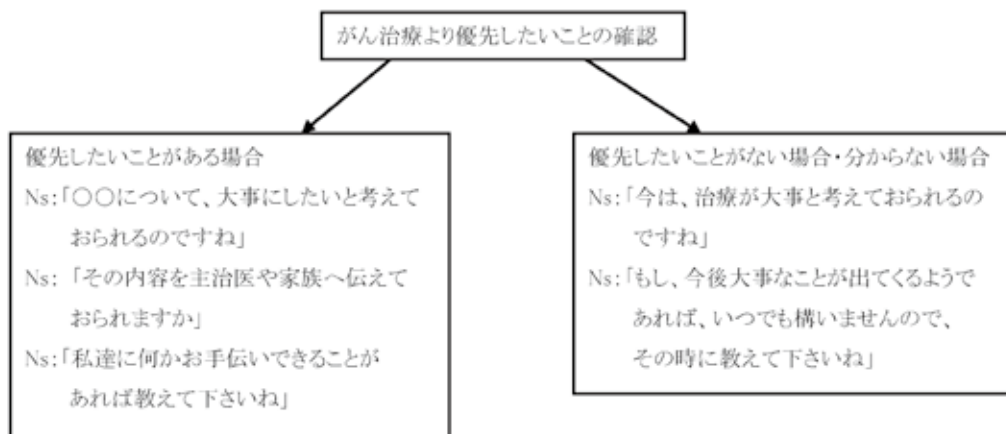 がん治療より優先したいことの確認
優先したいことがある場合
Ns:「〇〇について、大事にしたいと考えて
おられるのですね」
Ns: 「その内容を主治医や家族へ伝えて
おられますか」
Ns:「私達に何かお手伝いできることが
あれば教えて下さいね」
優先したいことがない場合・分からない場合
Ns:「今は、治療が大事と考えておられるの
ですね」
Ns:「もし、今後大事なことが出てくるようで
あれば、いつでも構いませんので、
その時に教えて下さいね」